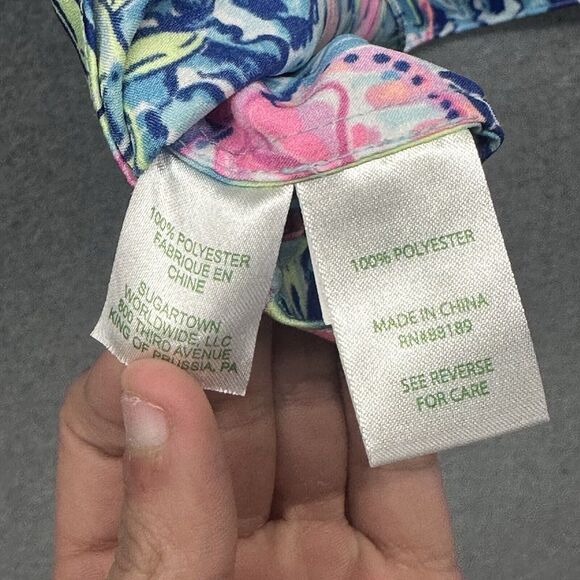 100% POLYESTER
FABRIQUE EN
CHINE
SUGARTOWN
WORLDWIDE, LLC
800 THIRD AVENUE
KING OF PRUSSIA, PA
100% POLYESTER
MADE IN CHINA
RN#89189
SEE REVERSE
FOR CARE